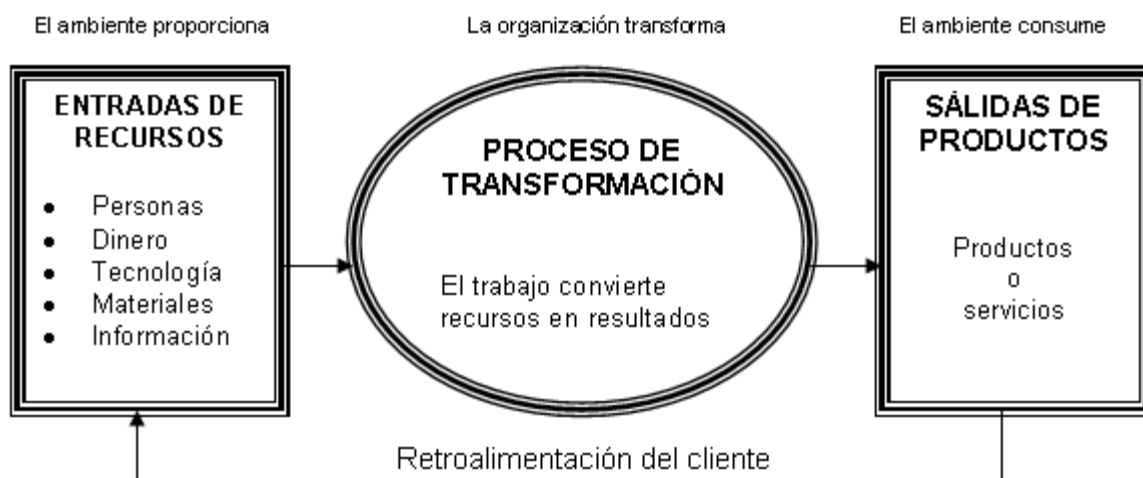 El ambiente proporciona
La organización transforma
El ambiente consume
ENTRADAS DE
RECURSOS
● Personas
● Dinero
● Tecnología
● Materiales
● Información
PROCESO DE
TRANSFORMACIÓN
El trabajo convierte
recursos en resultados
SÁLIDAS DE
PRODUCTOS
Productos
o
servicios
Retroalimentación del cliente